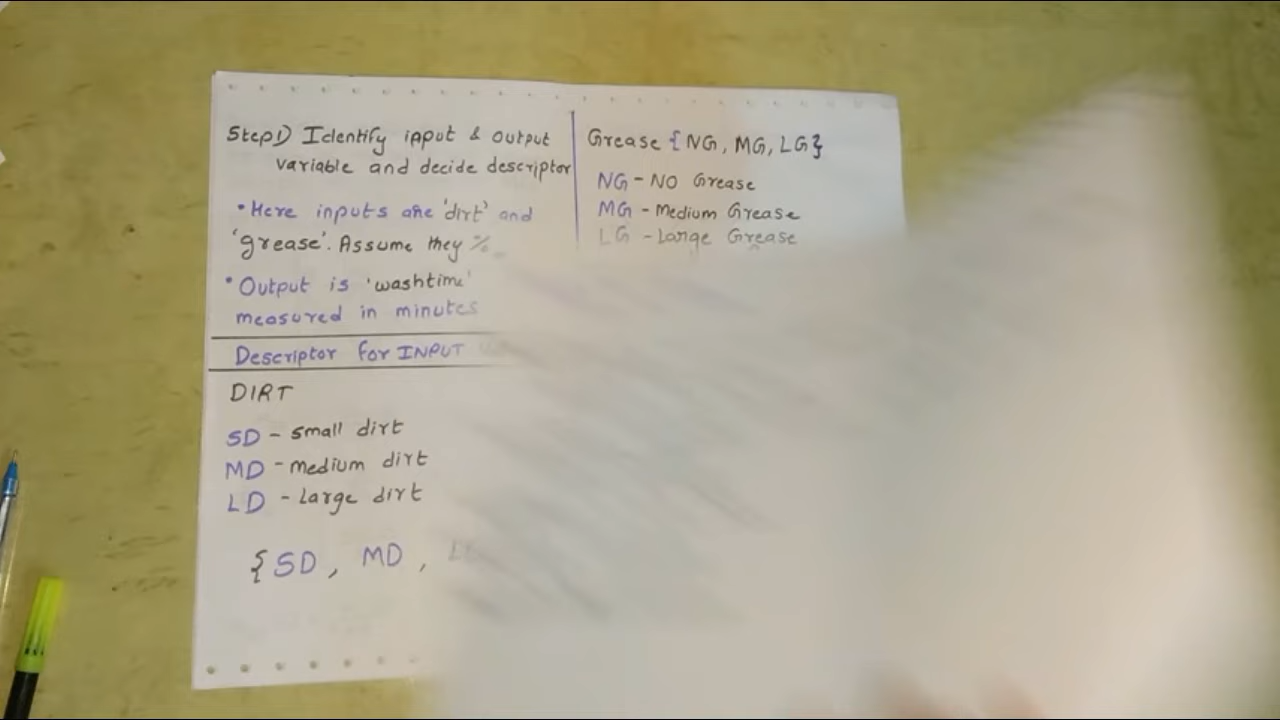 Step1) Identify input & output
variable and decide descriptor
• Here inputs are 'dirt' and
'grease'. Assume they %
• Output is 'washtime'
measured in minutes
Descriptor for INPUT
DIRT
SD - small dirt
MD - medium dirt
LD - large dirt
{SD, MD,
Grease {NG, MG, LG}
NG - NO Grease
MG - Medium Grease
LG - Large Grease